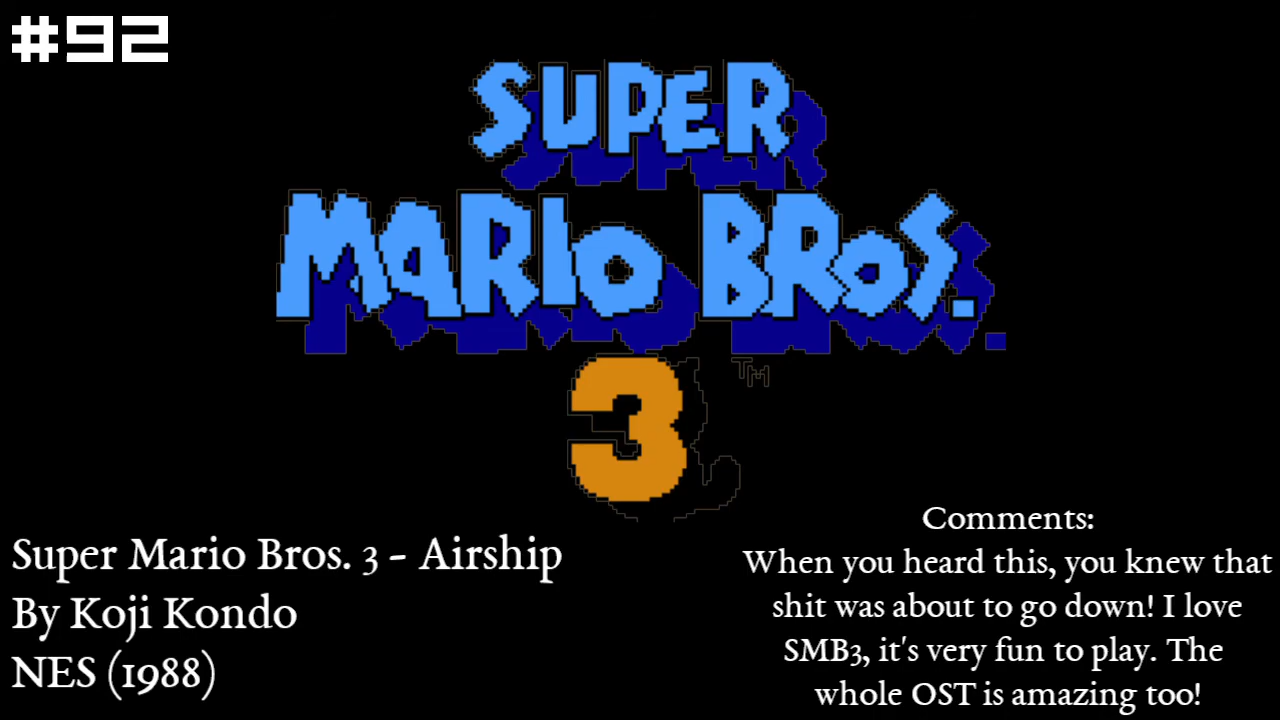 #92
SUPER
MARIO BROS.
3
TM
Super Mario Bros. 3 - Airship
By Koji Kondo
NES (1988)
Comments:
When you heard this, you knew that
shit was about to go down! I love
SMB3, it's very fun to play. The
whole OST is amazing too!